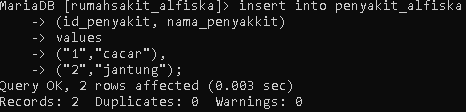 MariaDB [rumahsakit_alfiska]> insert into penyakit_alfiska
-> (id_penyakit, nama_penyakkit)
-> values
-> ("1","cacar"),
-> ("2","jantung");
Query OK, 2 rows affected (0.003 sec)
Records: 2  Duplicates: 0  Warnings: 0